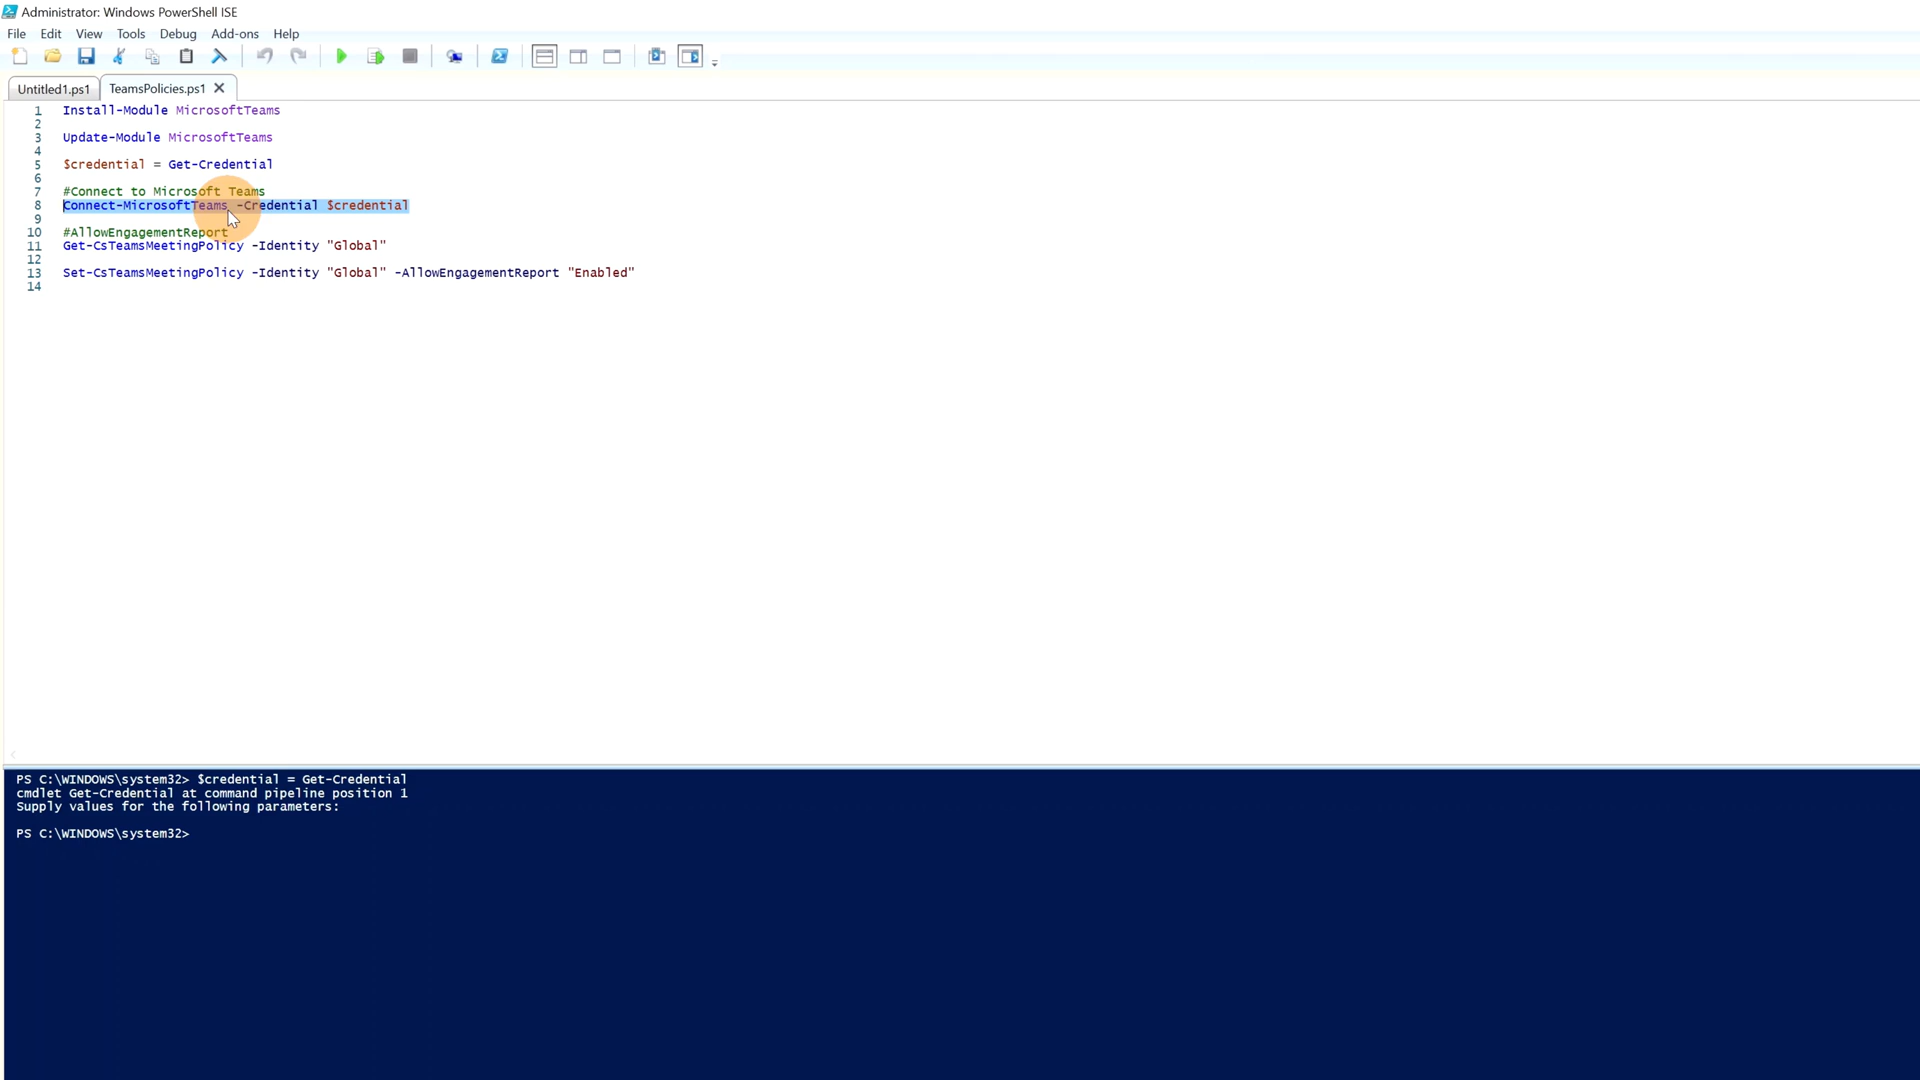 Administrator: Windows PowerShell ISE
File Edit View Tools Debug Add-ons Help
Untitled1.ps1 TeamsPolicies.ps1
1 Install-Module MicrosoftTeams
2
3 Update-Module MicrosoftTeams
4
5 $credential = Get-Credential
6
7 #Connect to Microsoft Teams
8 Connect-MicrosoftTeams -Credential $credential
9
10 #AllowEngagementReport
11 Get-CsTeamsMeetingPolicy -Identity "Global"
12
13 Set-CsTeamsMeetingPolicy -Identity "Global" -AllowEngagementReport "Enabled"
14
PS C:\WINDOWS\system32> $credential = Get-Credential
cmdlet Get-Credential at command pipeline position 1
Supply values for the following parameters:
PS C:\WINDOWS\system32>